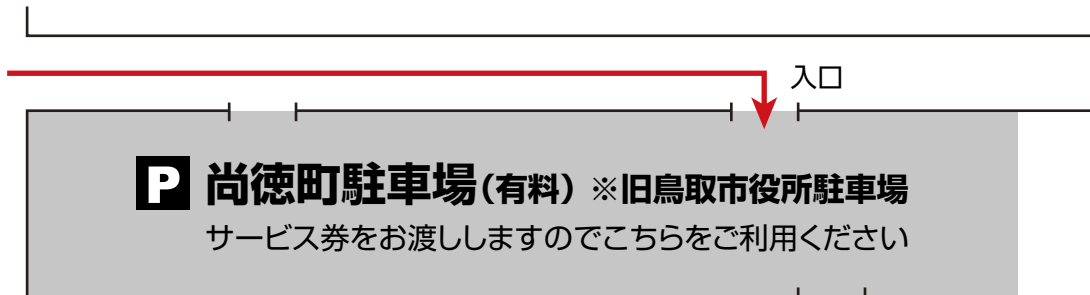 入口
P 尚徳町駐車場(有料) ※旧鳥取市役所駐車場
サービス券をお渡ししますのでこちらをご利用ください